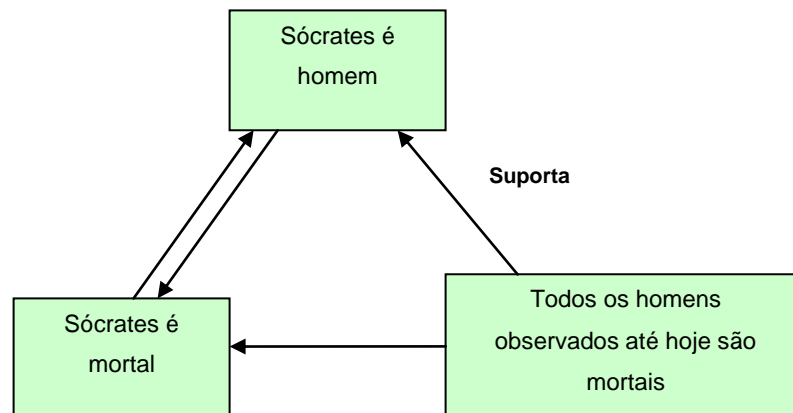 Sócrates é
homem
Suporta
Sócrates é
mortal
Todos os homens
observados até hoje são
mortais